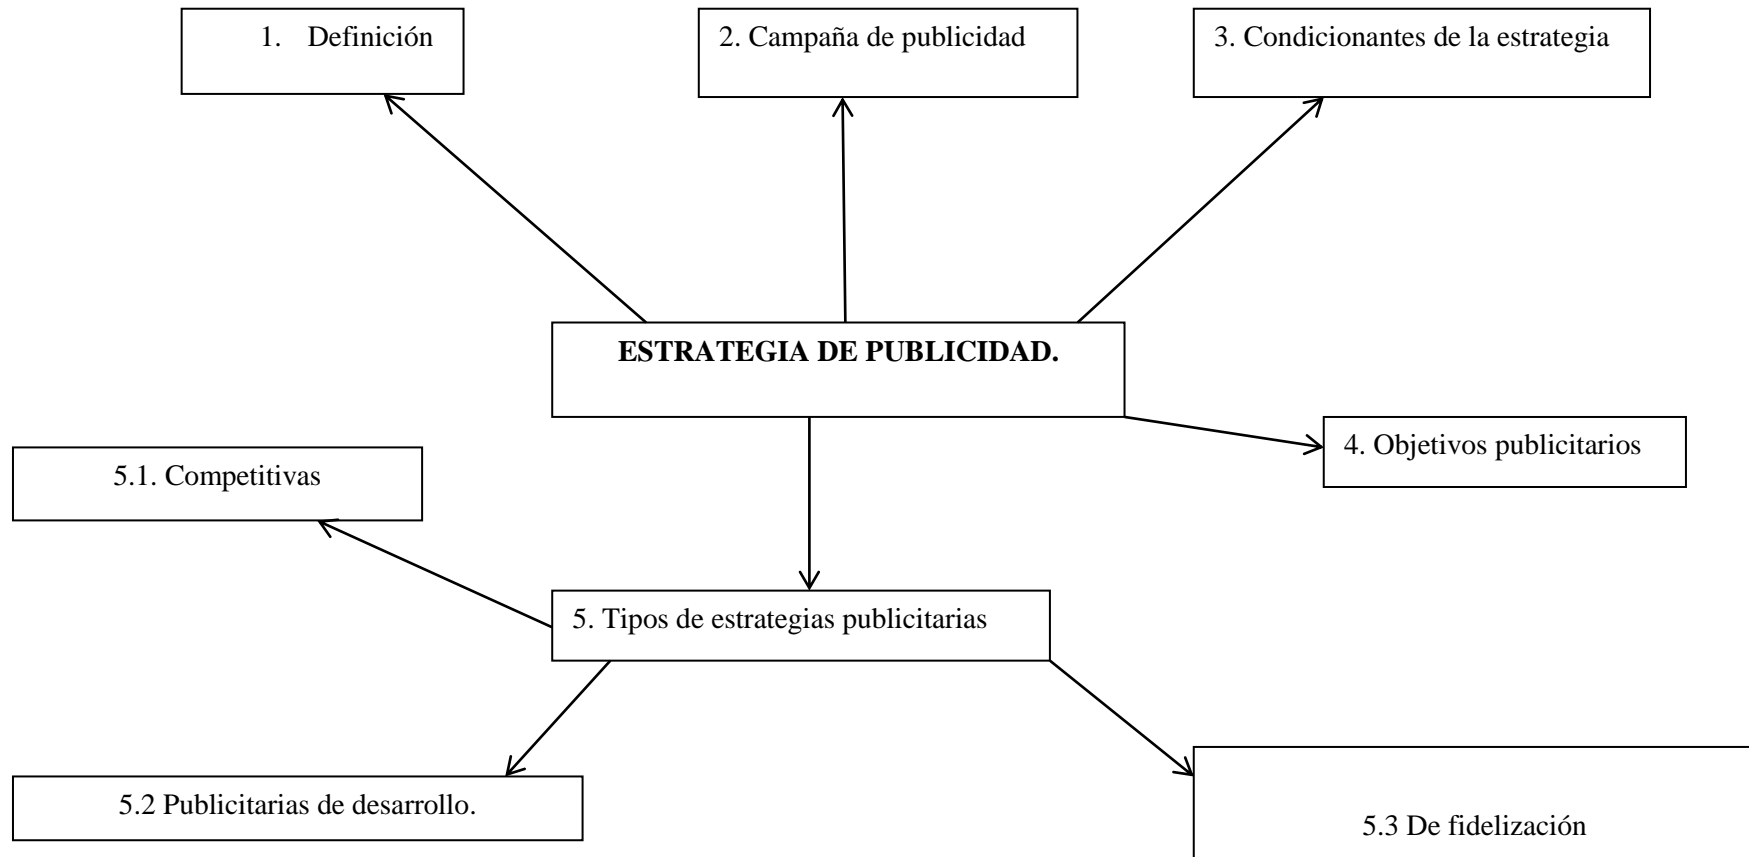 1. Definición
2. Campaña de publicidad
3. Condicionantes de la estrategia
ESTRATEGIA DE PUBLICIDAD.
4. Objetivos publicitarios
5.1. Competitivas
5. Tipos de estrategias publicitarias
5.2 Publicitarias de desarrollo.
5.3 De fidelización